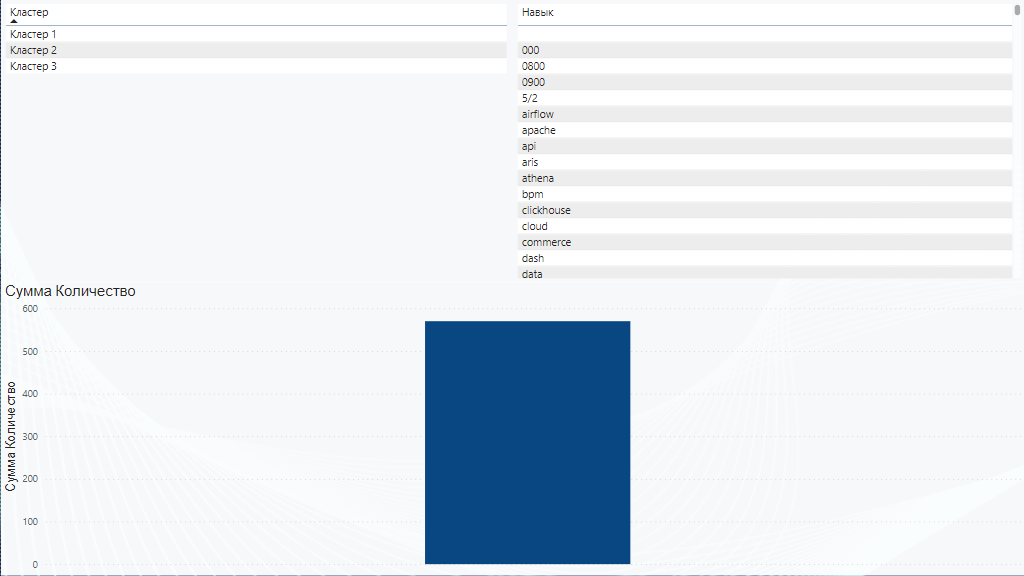 Кластер
Кластер 1
Кластер 2
Кластер 3
Навык
000
0800
0900
5/2
airflow
apache
api
aris
athena
bpm
clickhouse
cloud
commerce
dash
data
Сумма Количество
Сумма Количество
600
500
400
300
200
100
0